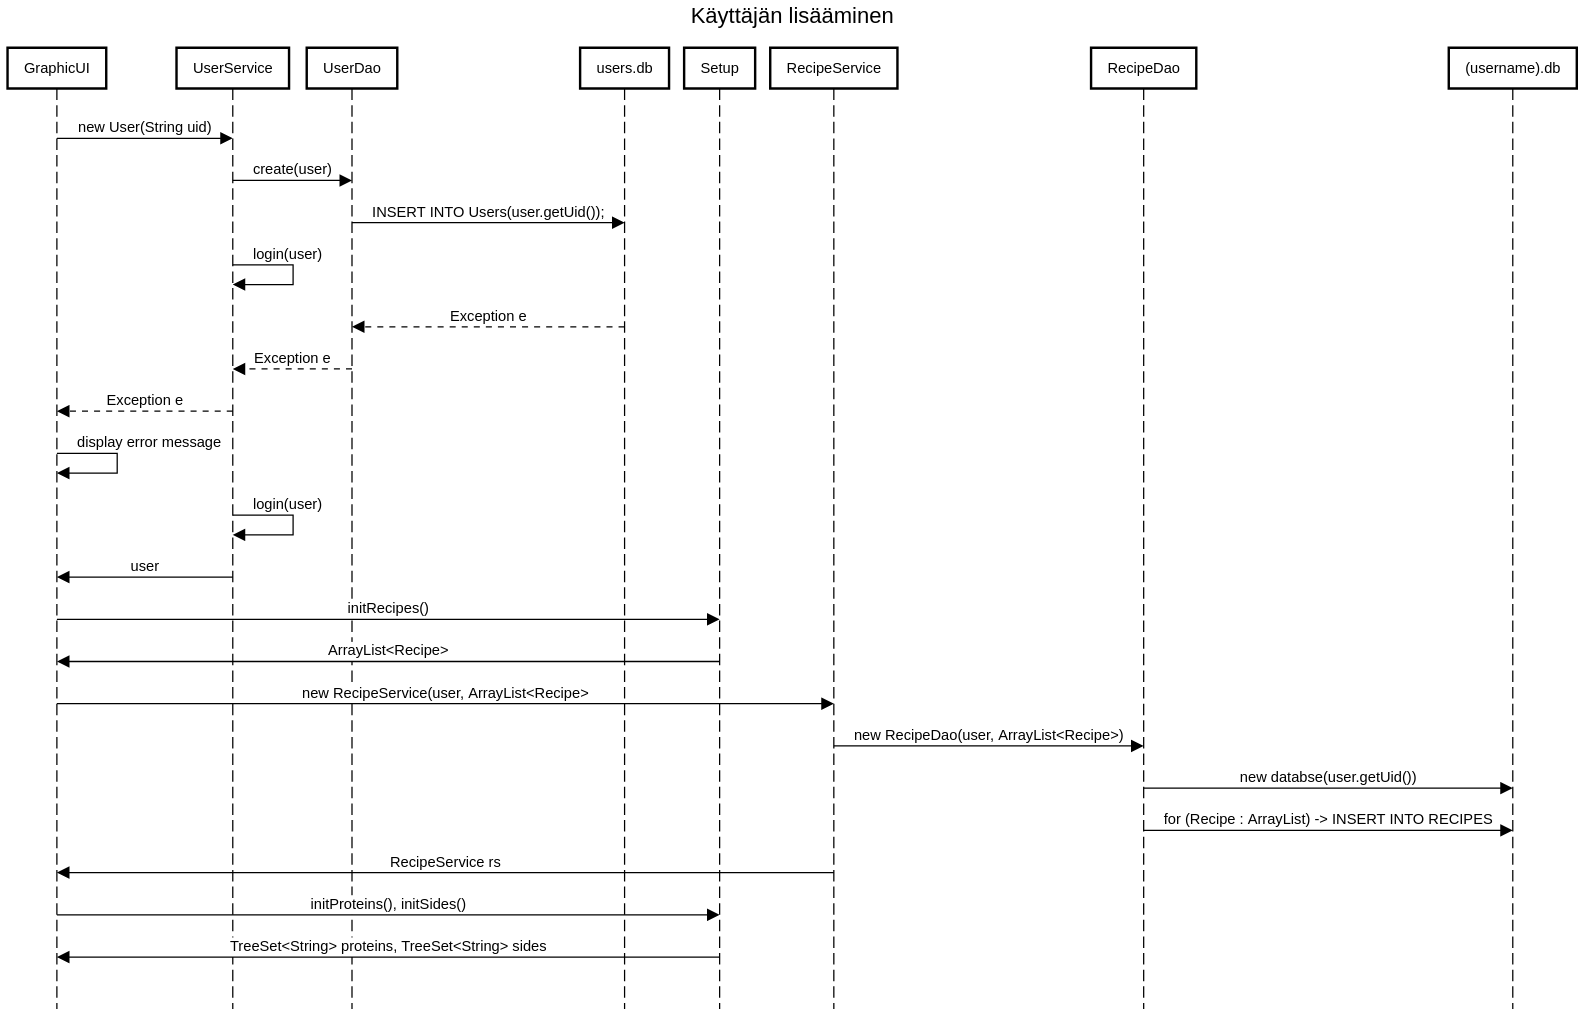 Käyttäjän lisääminen
GraphicUI
UserService
UserDao
users.db
Setup
RecipeService
RecipeDao
(username).db
new User(String uid)
create(user)
INSERT INTO Users(user.getUid());
login(user)
Exception e
Exception e
Exception e
display error message
login(user)
user
initRecipes()
ArrayList<Recipe>
new RecipeService(user, ArrayList<Recipe>
new RecipeDao(user, ArrayList<Recipe>)
new databse(user.getUid())
for (Recipe : ArrayList) -> INSERT INTO RECIPES
RecipeService rs
initProteins(), initSides()
TreeSet<String> proteins, TreeSet<String> sides